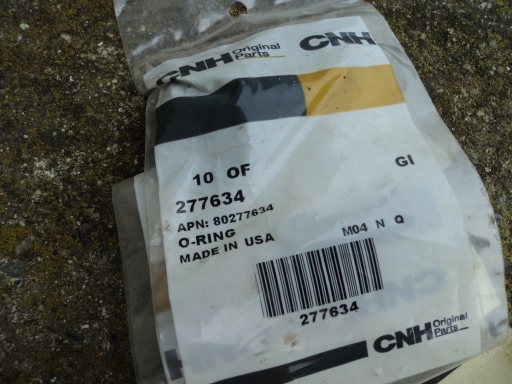 CNH Original Parts CNH
10 OF GI
277634
APN: 80277634
O-RING M04 N Q
MADE IN USA
277634
CNH Original Parts